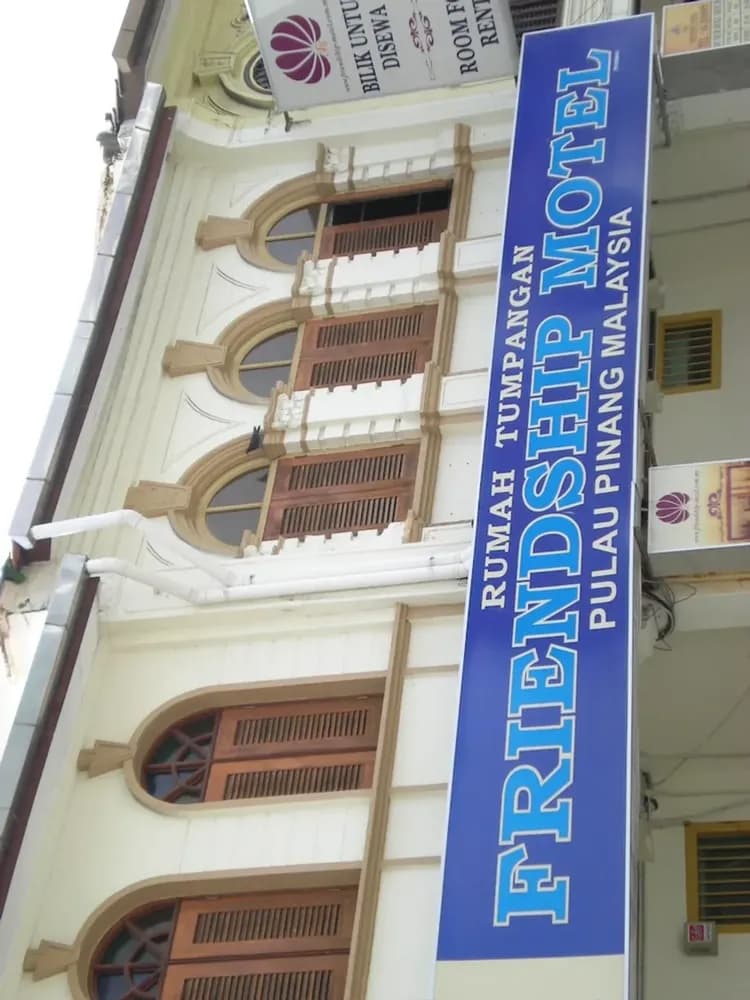 RUMAH TUMPANGAN
FRIENDSHIP MOTEL
PULAU PINANG MALAYSIA
BILIK UNTUK
DISEWA
ROOM FO
RENT